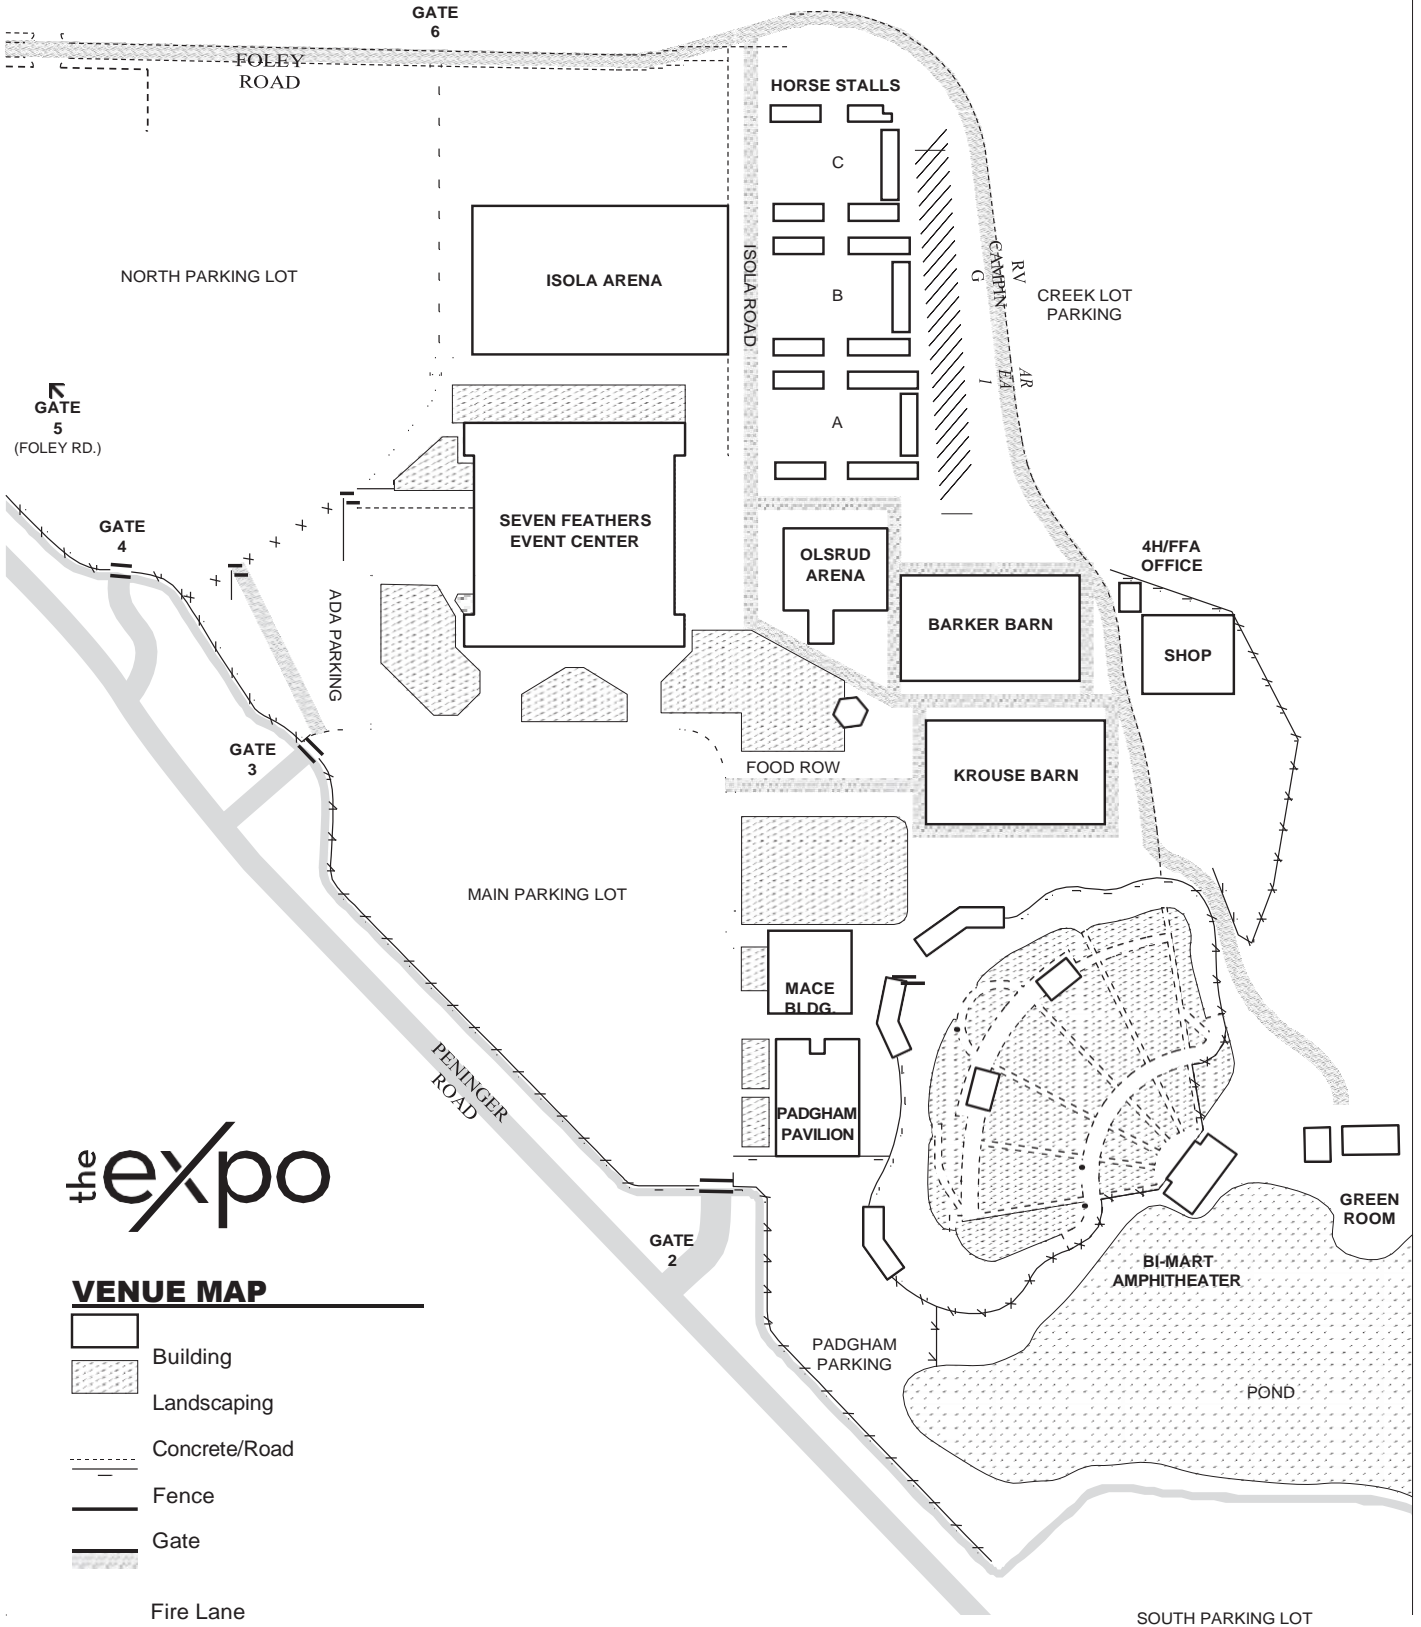 GATE
6
FOLEY
ROAD
HORSE STALLS
C
NORTH PARKING LOT
ISOLA ARENA
ISOLA ROAD
B
RV
CAMPIN
G
CREEK LOT
PARKING
AR
EA
1
GATE
5
(FOLEY RD.)
A
GATE
4
SEVEN FEATHERS
EVENT CENTER
OLSRUD
ARENA
4H/FFA
OFFICE
ADA PARKING
BARKER BARN
SHOP
GATE
3
FOOD ROW
KROUSE BARN
MAIN PARKING LOT
MACE
BLDG.
PENINGER
ROAD
PADGHAM
PAVILION
the expo
GATE
2
GREEN
ROOM
BI-MART
AMPHITHEATER
VENUE MAP
Building
Landscaping
Concrete/Road
Fence
Gate
Fire Lane
PADGHAM
PARKING
POND
SOUTH PARKING LOT